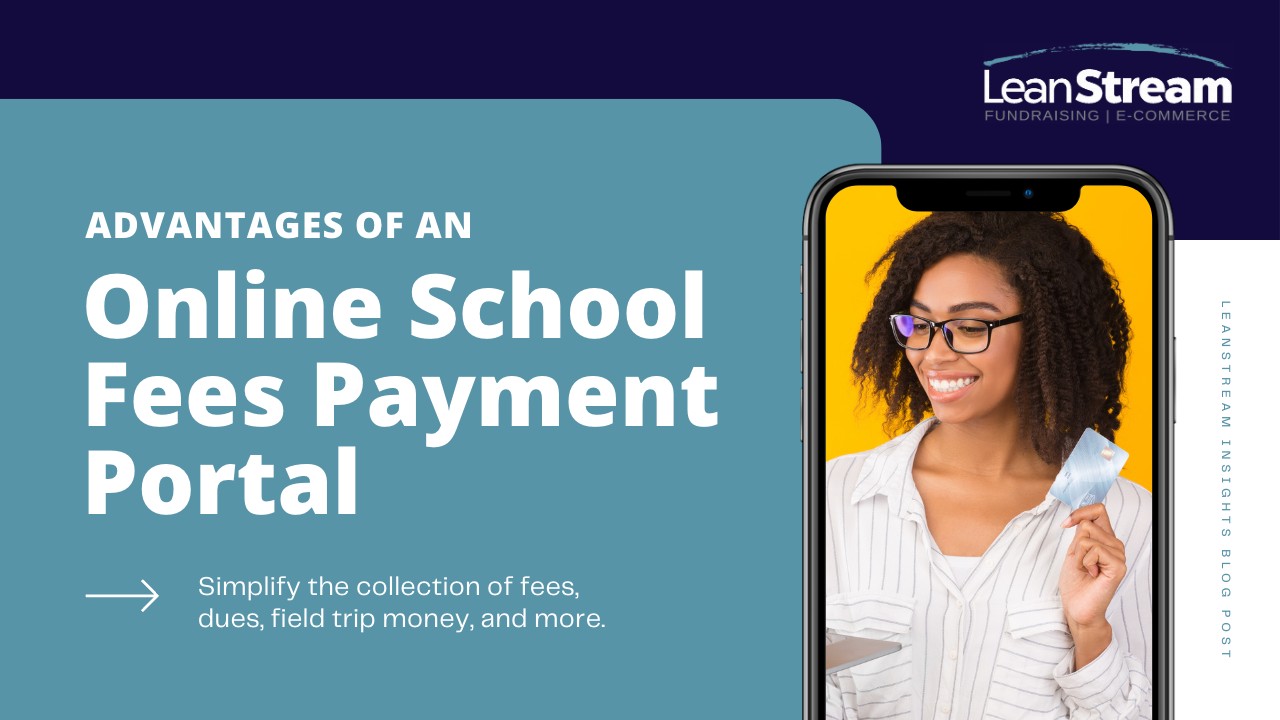 LeanStream
FUNDRAISING | E-COMMERCE
ADVANTAGES OF AN
Online School
Fees Payment
Portal
Simplify the collection of fees,
dues, field trip money, and more.
LEANSTREAM INSIGHTS BLOG POST